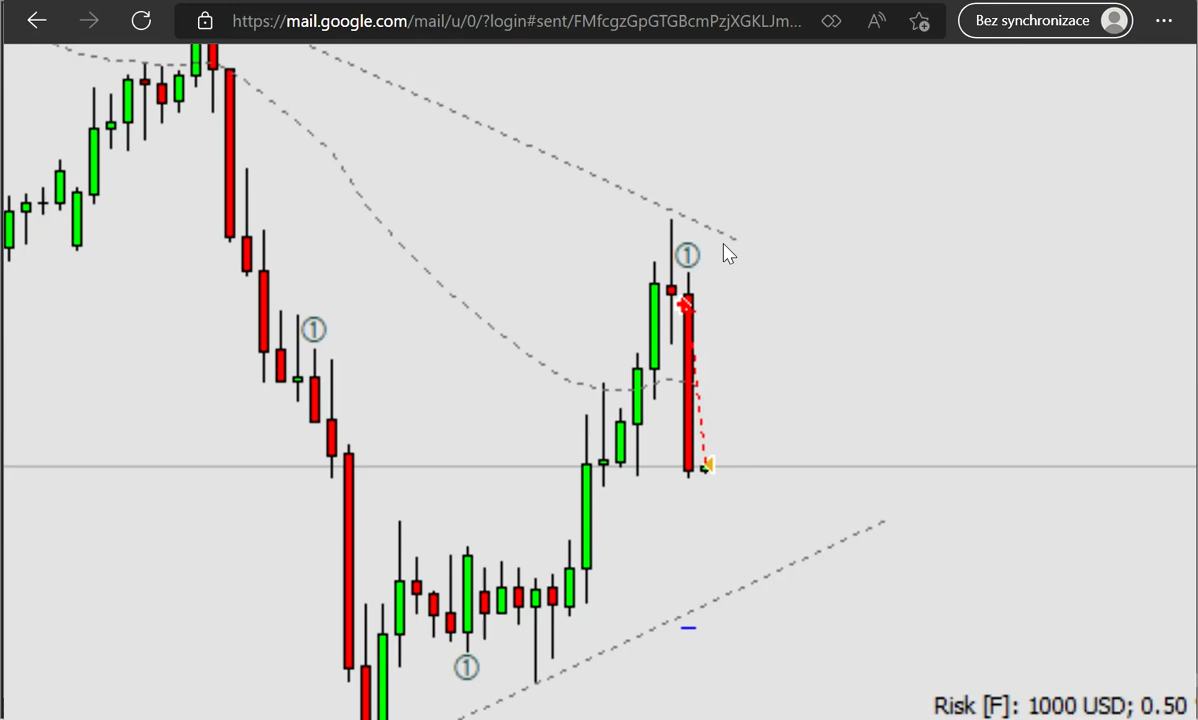 https://mail.google.com/mail/u/0/?login#sent/FMfcgzGpGTGBcmPzjXGKLJm...
Bez synchronizace
①
①
①
Risk [F]: 1000 USD; 0.50